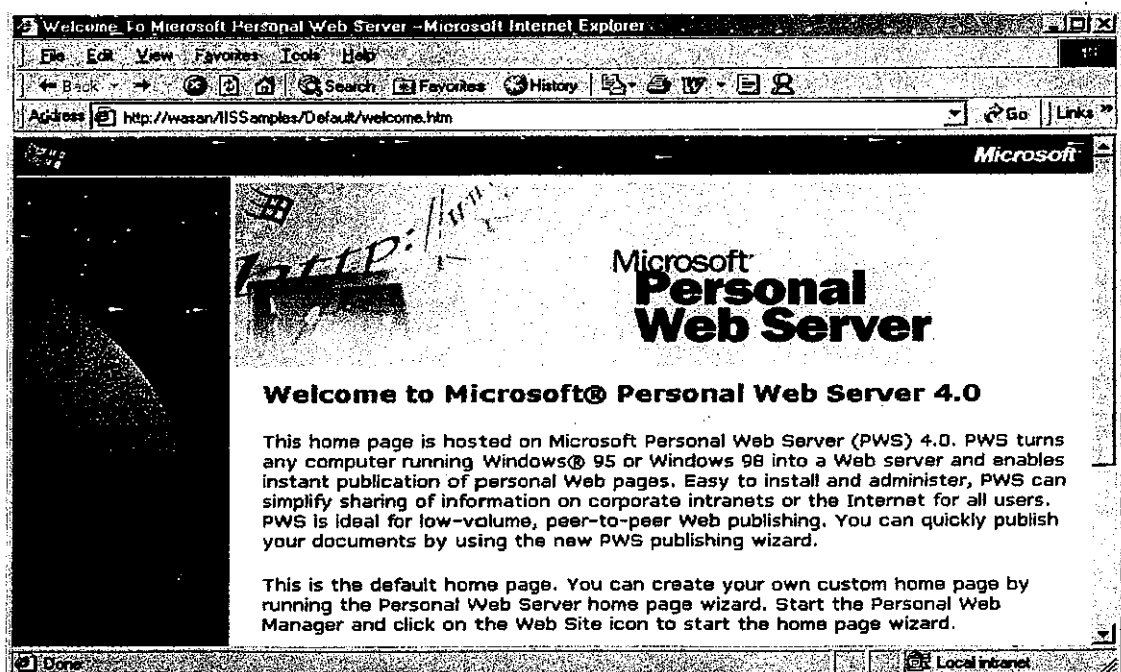 Welcome To Microsoft Personal Web Server -Microsoft Internet Explorer
File Edit View Favorites Tools Help
Back Search Favorites History
Address http://wasan/IISSamples/Default/welcome.htm Go Links »
Microsoft
http://
Microsoft
Personal
Web Server
Welcome to Microsoft® Personal Web Server 4.0
This home page is hosted on Microsoft Personal Web Server (PWS) 4.0. PWS turns
any computer running Windows® 95 or Windows 98 into a Web server and enables
instant publication of personal Web pages. Easy to install and administer, PWS can
simplify sharing of information on corporate intranets or the Internet for all users.
PWS is ideal for low-volume, peer-to-peer Web publishing. You can quickly publish
your documents by using the new PWS publishing wizard.
This is the default home page. You can create your own custom home page by
running the Personal Web Server home page wizard. Start the Personal Web
Manager and click on the Web Site icon to start the home page wizard.
Done Local intranet